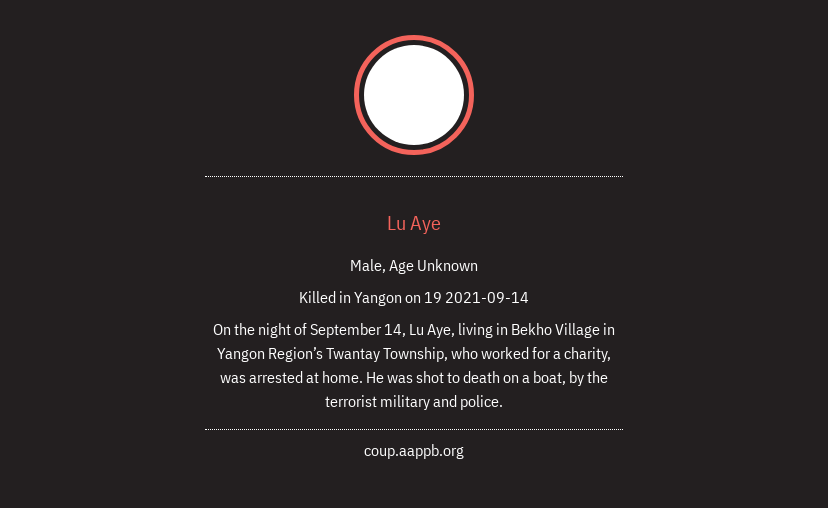 Lu Aye
Male, Age Unknown
Killed in Yangon on 19 2021-09-14
On the night of September 14, Lu Aye, living in Bekho Village in
Yangon Region’s Twantay Township, who worked for a charity,
was arrested at home. He was shot to death on a boat, by the
terrorist military and police.
coup.aappb.org